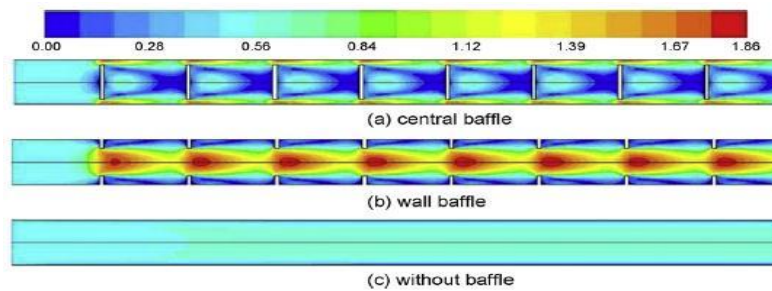 0.00 0.28 0.56 0.84 1.12 1.39 1.67 1.86
(a) central baffle
(b) wall baffle
(c) without baffle